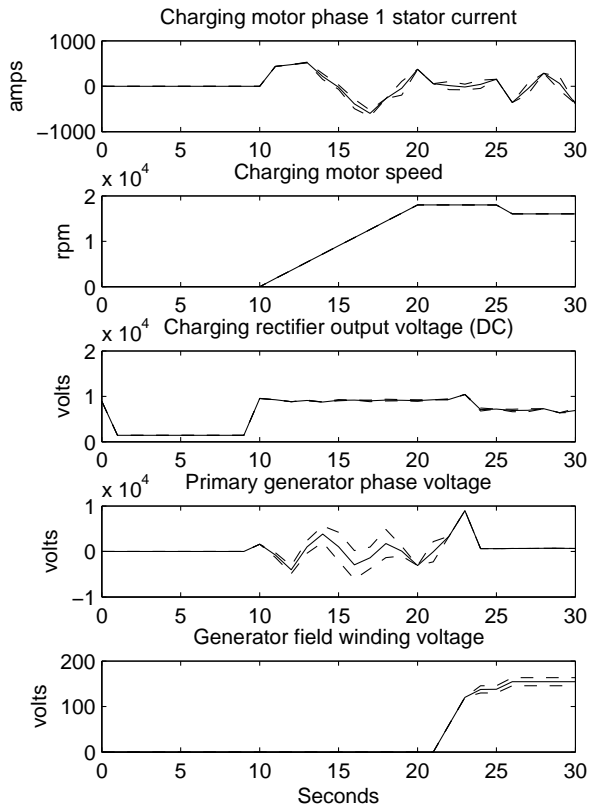 Charging motor phase 1 stator current
1000
0
−1000
amps
0 5 10 15 20 25 30
x 10^4
Charging motor speed
2
1
0
rpm
0 5 10 15 20 25 30
x 10^4
Charging rectifier output voltage (DC)
2
1
0
volts
0 5 10 15 20 25 30
x 10^4
Primary generator phase voltage
1
0
−1
volts
0 5 10 15 20 25 30
Generator field winding voltage
200
100
0
volts
0 5 10 15 20 25 30
Seconds